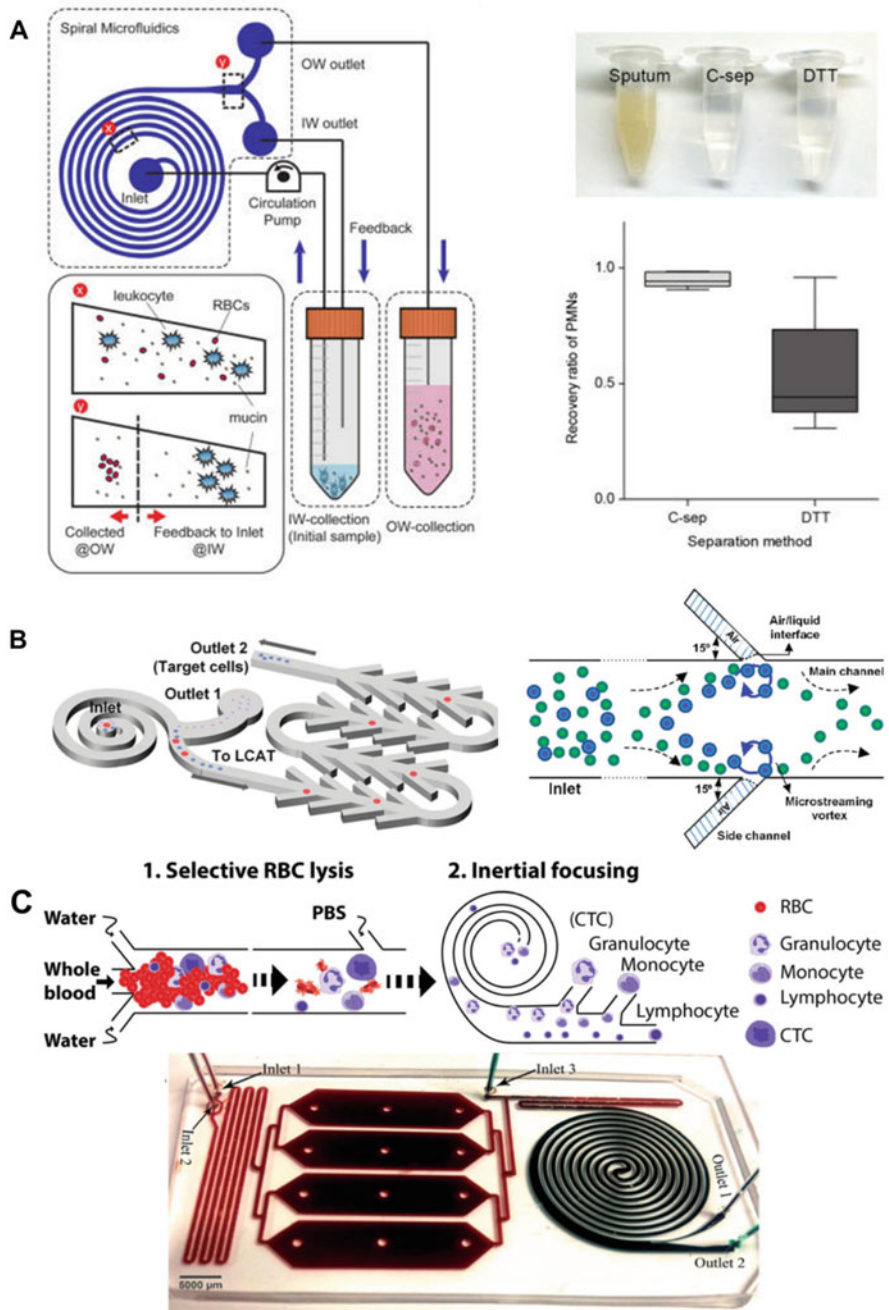 A
Spiral Microfluidics
y
OW outlet
x
IW outlet
Inlet
Circulation
Pump
Feedback
x
leukocyte
RBCs
y
mucin
Collected
@OW
Feedback to Inlet
@IW
IW-collection
(Initial sample)
OW-collection
Sputum
C-sep
DTT
Recovery ratio of PMNs
1.0
0.5
0.0
C-sep
DTT
Separation method
B
Outlet 2
(Target cells)
Outlet 1
Inlet
To LCAT
15°
Air
Air/liquid
interface
Main channel
Inlet
15°
Air
Microstreaming
vortex
Side channel
1. Selective RBC lysis
2. Inertial focusing
C
Water
Whole
blood
Water
PBS
(CTC)
Granulocyte
Monocyte
Lymphocyte
RBC
Granulocyte
Monocyte
Lymphocyte
CTC
Inlet 1
Inlet 2
Inlet 3
Outlet 1
Outlet 2
5000 µm